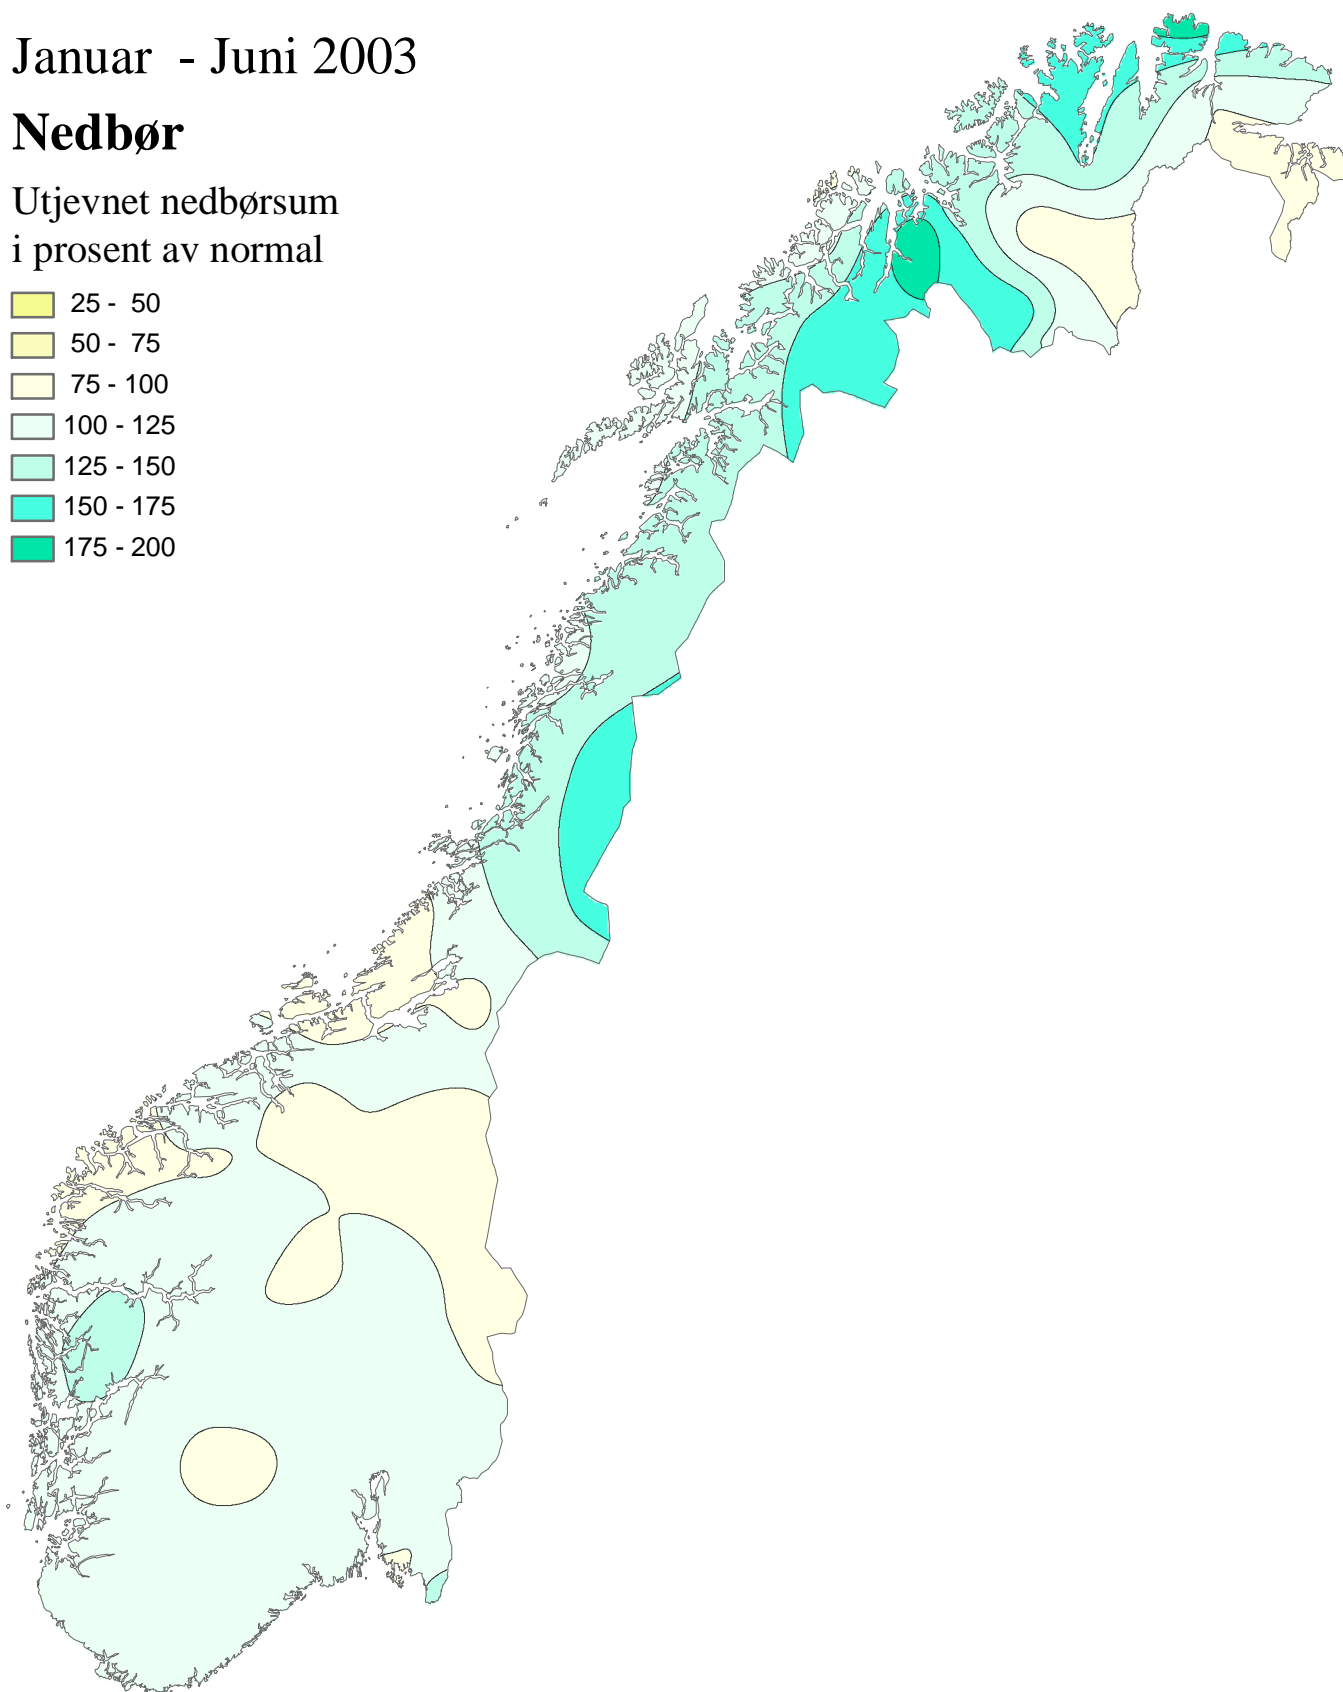 Januar - Juni 2003
Nedbør
Utjevnet nedbørsum
i prosent av normal
25 - 50
50 - 75
75 - 100
100 - 125
125 - 150
150 - 175
175 - 200